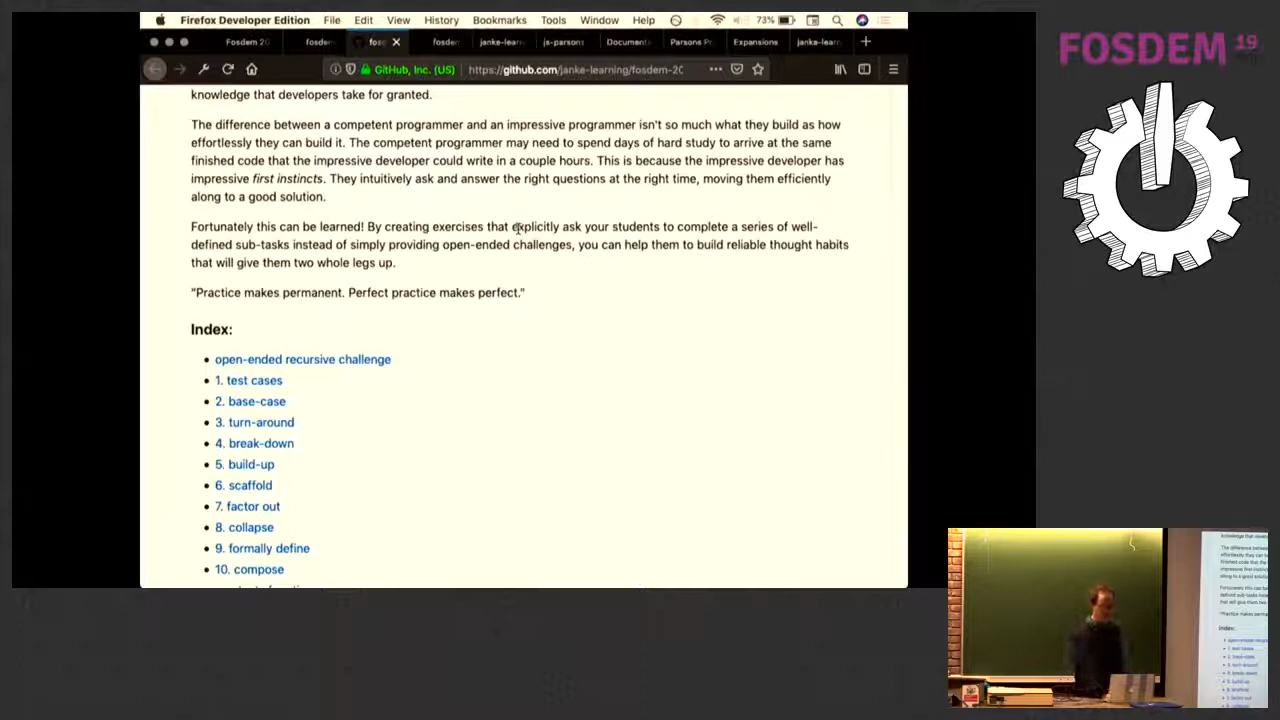 Firefox Developer Edition File Edit View History Bookmarks Tools Window Help 73%
FOSDEM 19
Fosdem 20 fosdem fosd fosdem janke-learn js-parsons Documenta Parsons Pr Expansions janke-learn
GitHub, Inc. (US) https://github.com/janke-learning/fosdem-20
knowledge that developers take for granted.
The difference between a competent programmer and an impressive programmer isn't so much what they build as how
effortlessly they can build it. The competent programmer may need to spend days of hard study to arrive at the same
finished code that the impressive developer could write in a couple hours. This is because the impressive developer has
impressive first instincts. They intuitively ask and answer the right questions at the right time, moving them efficiently
along to a good solution.
Fortunately this can be learned! By creating exercises that explicitly ask your students to complete a series of well-
defined sub-tasks instead of simply providing open-ended challenges, you can help them to build reliable thought habits
that will give them two whole legs up.
"Practice makes permanent. Perfect practice makes perfect."
Index:
open-ended recursive challenge
1. test cases
2. base-case
3. turn-around
4. break-down
5. build-up
6. scaffold
7. factor out
8. collapse
9. formally define
10. compose